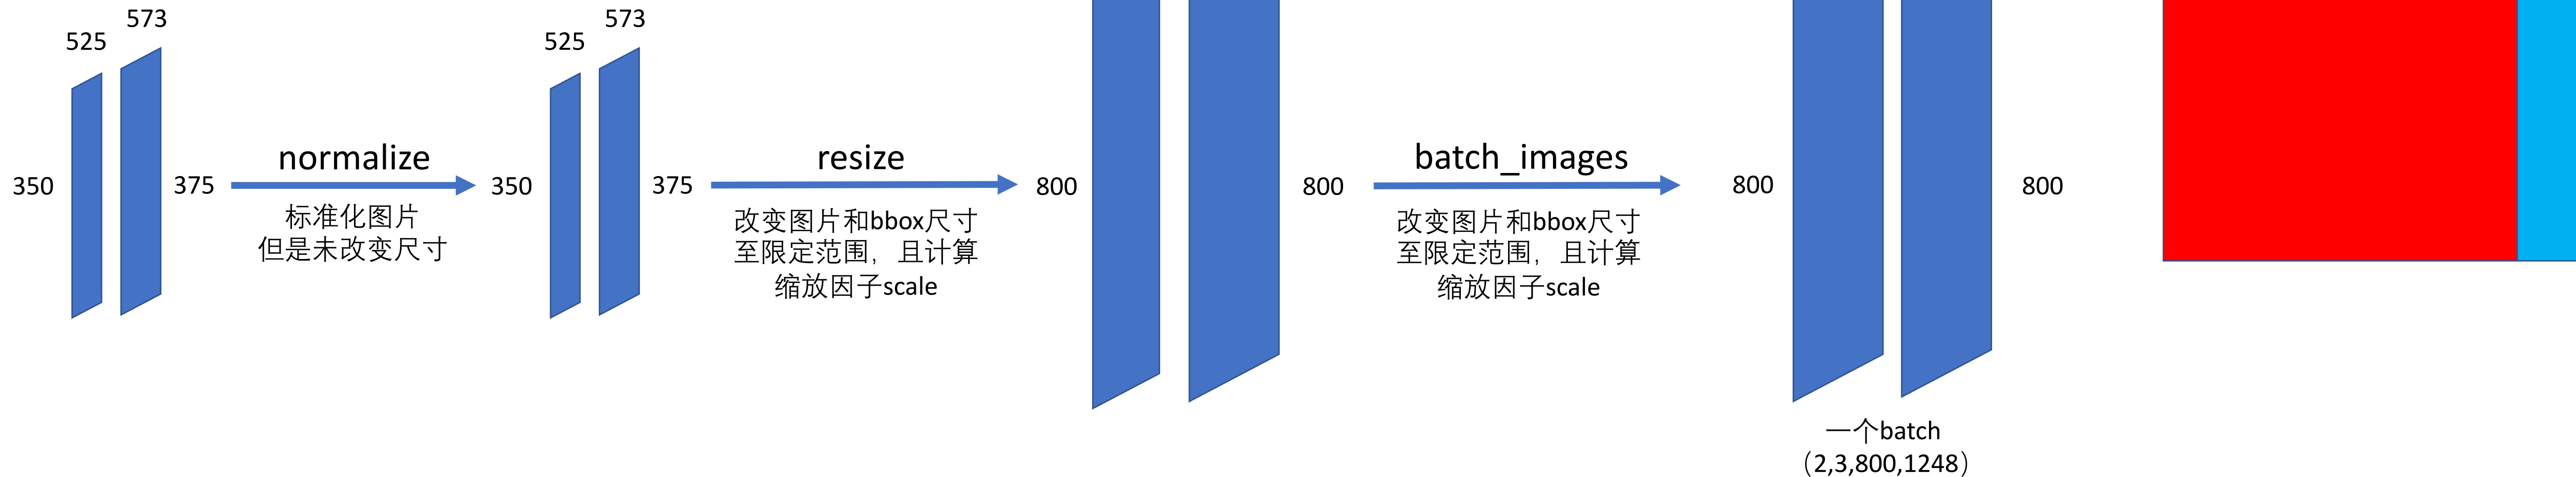 573
525
350
375
normalize
标准化图片
但是未改变尺寸
573
525
350
375
resize
改变图片和bbox尺寸
至限定范围，且计算
缩放因子scale
800
800
batch_images
改变图片和bbox尺寸
至限定范围，且计算
缩放因子scale
800
800
一个batch
（2,3,800,1248）